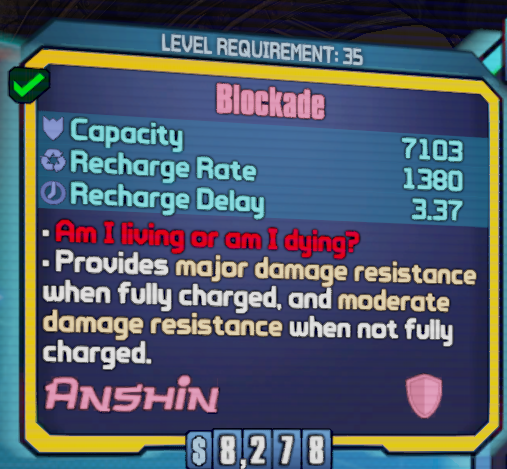 LEVEL REQUIREMENT: 35
Blockade
Capacity 7103
Recharge Rate 1380
Recharge Delay 3.37
• Am I living or am I dying?
• Provides major damage resistance
when fully charged, and moderate
damage resistance when not fully
charged.
ANSHIN
$ 8,278